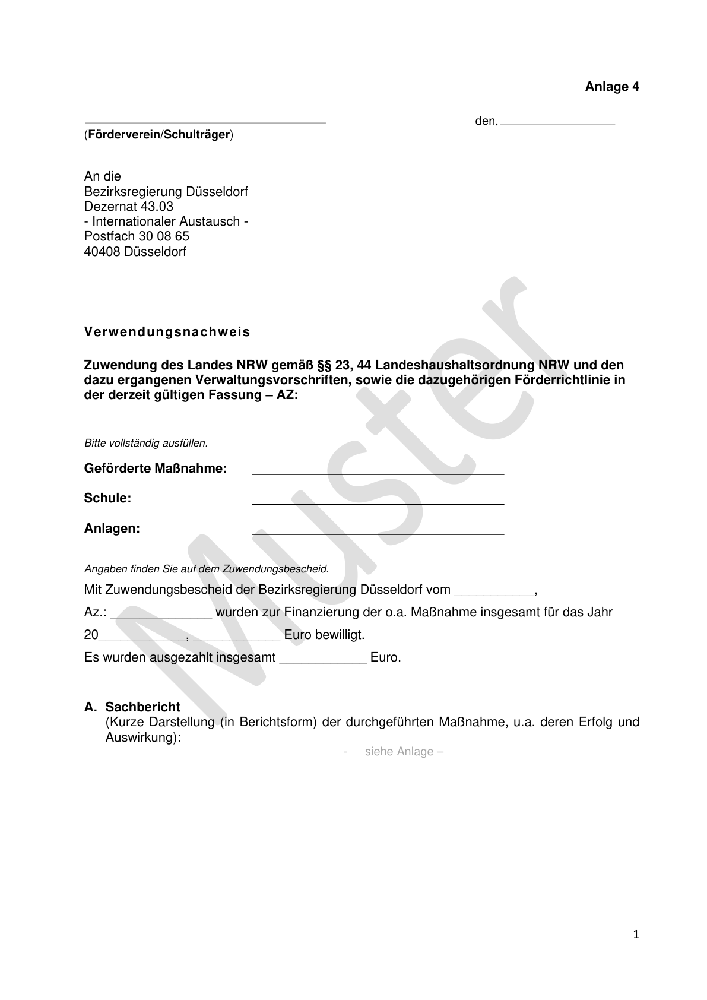 Anlage 4
den,
(Förderverein/Schulträger)
An die
Bezirksregierung Düsseldorf
Dezernat 43.03
- Internationaler Austausch -
Postfach 30 08 65
40408 Düsseldorf
Verwendungsnachweis
Zuwendung des Landes NRW gemäß §§ 23, 44 Landeshaushaltsordnung NRW und den
dazu ergangenen Verwaltungsvorschriften, sowie die dazugehörigen Förderrichtlinie in
der derzeit gültigen Fassung – AZ:
Bitte vollständig ausfüllen.
Geförderte Maßnahme:
Schule:
Anlagen:
Angaben finden Sie auf dem Zuwendungsbescheid.
Mit Zuwendungsbescheid der Bezirksregierung Düsseldorf vom ___________,
Az.: ______________ wurden zur Finanzierung der o.a. Maßnahme insgesamt für das Jahr
20____________, ____________ Euro bewilligt.
Es wurden ausgezahlt insgesamt ____________ Euro.
A. Sachbericht
(Kurze Darstellung (in Berichtsform) der durchgeführten Maßnahme, u.a. deren Erfolg und
Auswirkung):
- siehe Anlage –
1
Muster